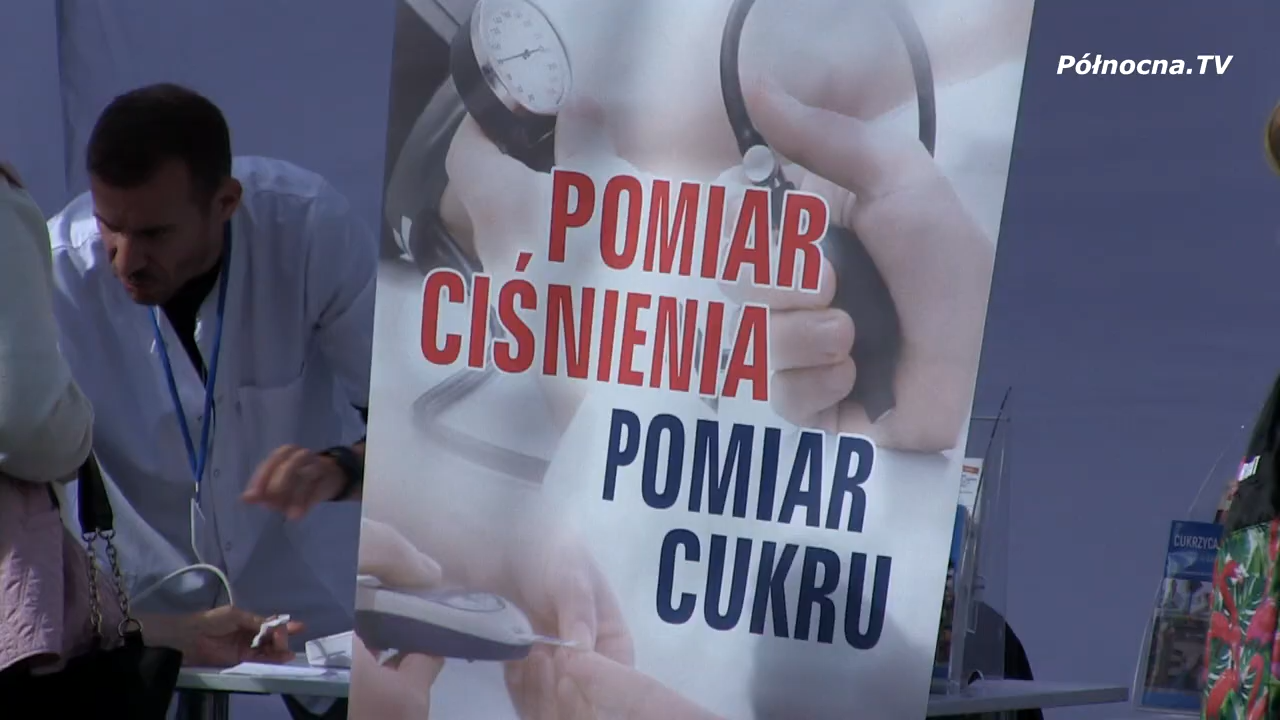 Północna.TV
POMIAR
CIŚNIENIA
POMIAR
CUKRU
CUKRZYCA